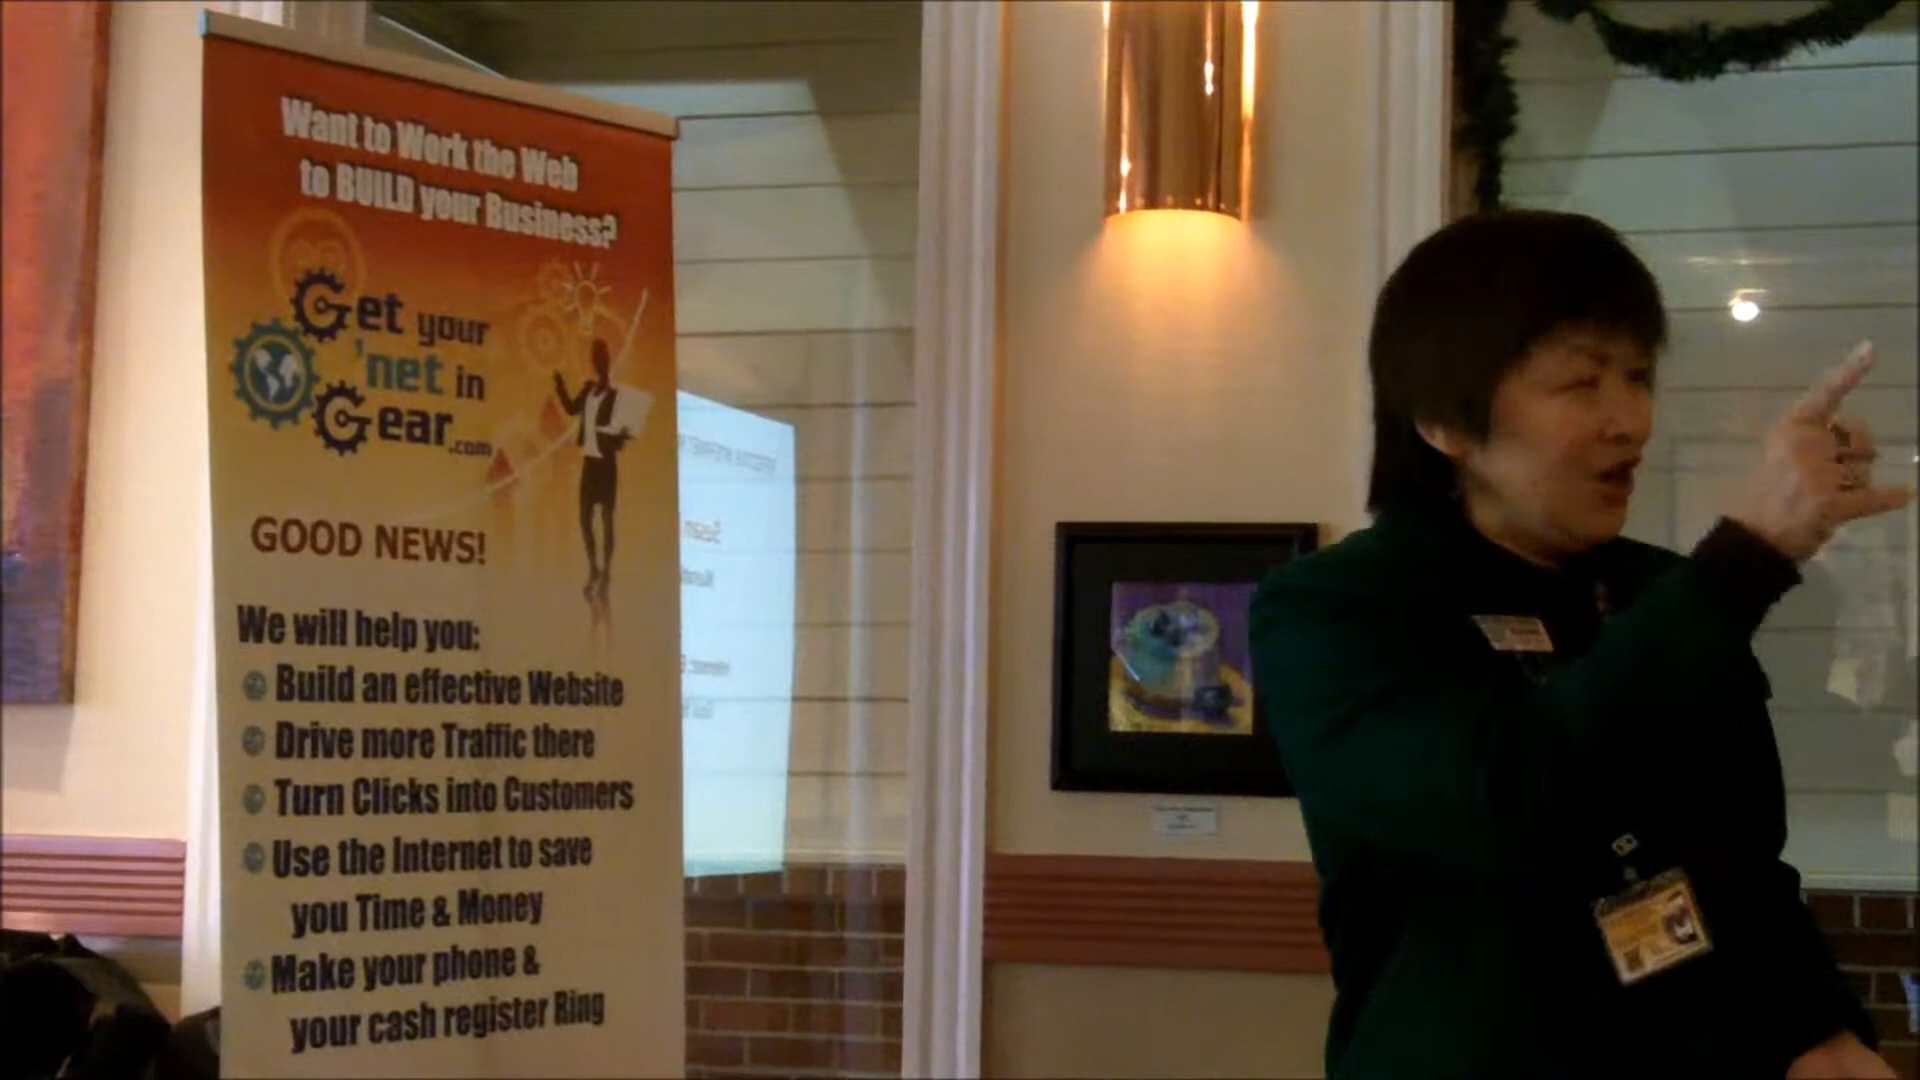 Want to Work the Web
to BUILD your Business?
Get your
'net in
Gear.com
GOOD NEWS!
We will help you:
Build an effective Website
Drive more Traffic there
Turn Clicks into Customers
Use the Internet to save
you Time & Money
Make your phone &
your cash register Ring
Susan